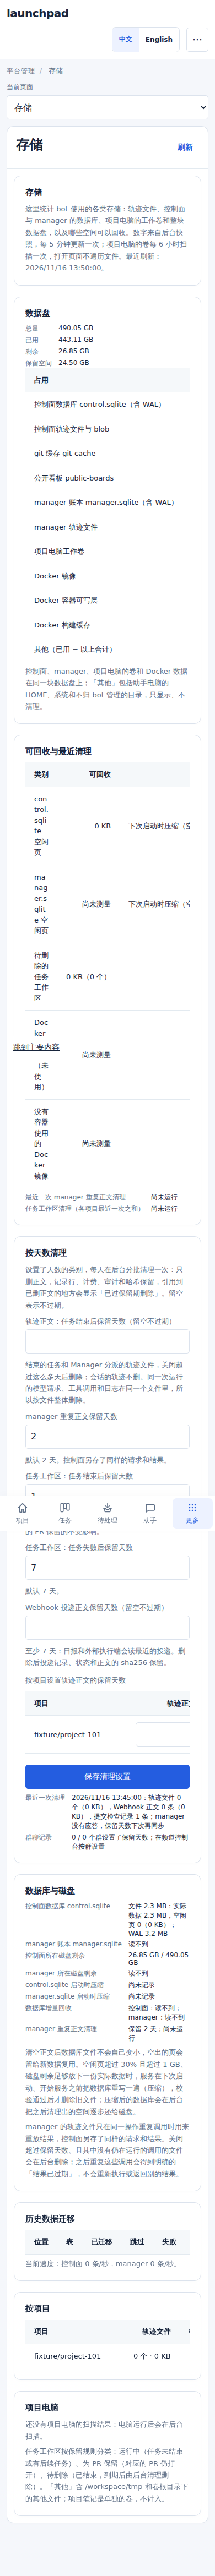 launchpad
中文 English ···
平台管理 / 存储
当前页面
存储
存储 刷新
存储
这里统计 bot 使用的各类存储：轨迹文件、控制面
与 manager 的数据库、项目电脑的工作卷和整块
数据盘，以及哪些空间可以回收。数字来自后台快
照，每 5 分钟更新一次；项目电脑的卷每 6 小时扫
描一次，打开页面不遍历文件。最近刷新：
2026/11/16 13:50:00。
数据盘
总量 490.05 GB
已用 443.11 GB
剩余 26.85 GB
保留空间 24.50 GB
占用
控制面数据库 control.sqlite（含 WAL）
控制面轨迹文件与 blob
git 缓存 git-cache
公开看板 public-boards
manager 账本 manager.sqlite（含 WAL）
manager 轨迹文件
项目电脑工作卷
Docker 镜像
Docker 容器可写层
Docker 构建缓存
其他（已用 − 以上合计）
控制面、manager、项目电脑的卷和 Docker 数据
在同一块数据盘上；「其他」包括助手电脑的
HOME、系统和不归 bot 管理的目录，只显示、不
清理。
可回收与最近清理
类别 可回收
con
trol.
sqli
te
空闲
页
0 KB 下次启动时压缩（空
ma
nag
er.s
qlit
e 空
闲页
尚未测量 下次启动时压缩（空
待删
除的
任务
工作
区
0 KB（0 个）
Doc
ker
跳到主要内容
尚未测量
（未
使
用）
没有
容器
使用
的
Doc
ker
镜像
尚未测量
最近一次 manager 重复正文清理 尚未运行
任务工作区清理（各项目最近一次之和） 尚未运行
按天数清理
设置了天数的类别，每天在后台分批清理一次：只
删正文，记录行、计费、审计和哈希保留，引用到
已删正文的地方会显示「已过保留期删除」。留空
表示不过期。
轨迹正文：任务结束后保留天数（留空不过期）
结束的任务和 Manager 分派的轨迹文件，关闭超
过这么多天后删除；会话的轨迹不删。同一次运行
的模型请求、工具调用和日志在同一个文件里，所
以按文件整体删除。
manager 重复正文保留天数
2
默认 2 天。控制面另存了同样的请求和结果。
任务工作区：任务结束后保留天数
项目 任务 待处理 助手 更多
任务工作区：任务失败后保留天数
7
默认 7 天。
Webhook 投递正文保留天数（留空不过期）
至少 7 天；日报和外部执行端会读最近的投递。删
除后投递记录、状态和正文的 sha256 保留。
按项目设置轨迹正文的保留天数
项目 轨迹正文
fixture/project-101
保存清理设置
最近一次清理 2026/11/16 13:45:00：轨迹文件 0
个（0 KB），Webhook 正文 0 条（0
KB），提交检索记录 1 条；manager
没有应答，保留天数下次再同步
群聊记录 0 / 0 个群设置了保留天数；在频道控制
台按群设置
数据库与磁盘
控制面数据库 control.sqlite 文件 2.3 MB；实际
数据 2.3 MB，空闲
页 0（0 KB）；
WAL 3.2 MB
manager 账本 manager.sqlite 读不到
控制面所在磁盘剩余 26.85 GB / 490.05
GB
manager 所在磁盘剩余 读不到
control.sqlite 启动时压缩 尚未记录
manager.sqlite 启动时压缩 尚未记录
数据库增量回收 控制面：读不到；
manager：读不到
manager 重复正文清理 保留 2 天；尚未运
行
清空正文后数据库文件不会自己变小，空出的页会
留给新数据复用。空闲页超过 30% 且超过 1 GB、
磁盘剩余足够放下一份实际数据时，服务在下次启
动、开始服务之前把数据库重写一遍（压缩），校
验通过后才删除旧文件；压缩后的数据库会在后台
把之后清理出的空间逐步还给磁盘。
manager 的轨迹文件只在同一操作重复调用时用来
重放结果，控制面另存了同样的请求和结果。关闭
超过保留天数、且其中没有仍在运行的调用的文件
会在后台删除；之后重复这些调用会得到明确的
「结果已过期」，不会重新执行或返回别的结果。
历史数据迁移
位置 表 已迁移 跳过 失败
当前速度：控制面 0 条/秒，manager 0 条/秒。
按项目
项目 轨迹文件
fixture/project-101 0 个 · 0 KB
项目电脑
还没有项目电脑的扫描结果：电脑运行后会在后台
扫描。
任务工作区按保留规则分类：运行中（任务未结束
或有后续任务）、为 PR 保留（对应的 PR 仍打
开）、待删除（已结束，到期后由后台清理删
除）。「其他」含 /workspace/tmp 和卷根目录下
的其他文件；项目笔记是单独的卷，不计入。